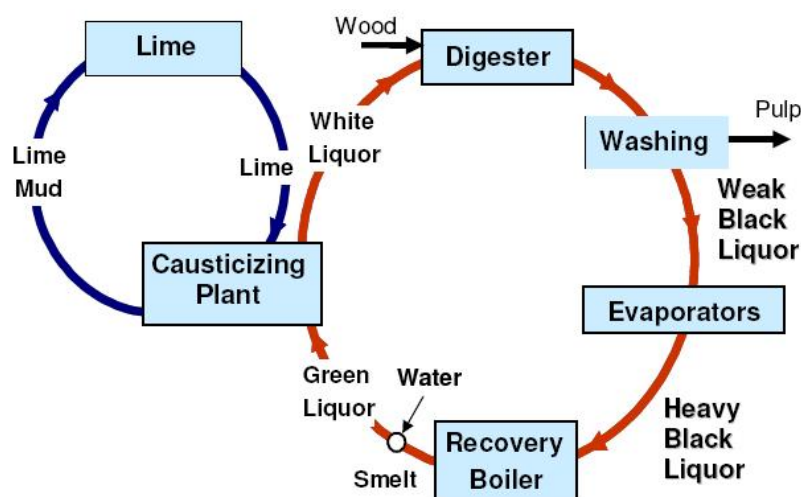 Wood
Lime
Digester
Pulp
Washing
White
Liquor
Lime
Mud
Lime
Weak
Black
Liquor
Causticizing
Plant
Evaporators
Green
Liquor
Water
Heavy
Black
Liquor
Recovery
Boiler
Smelt